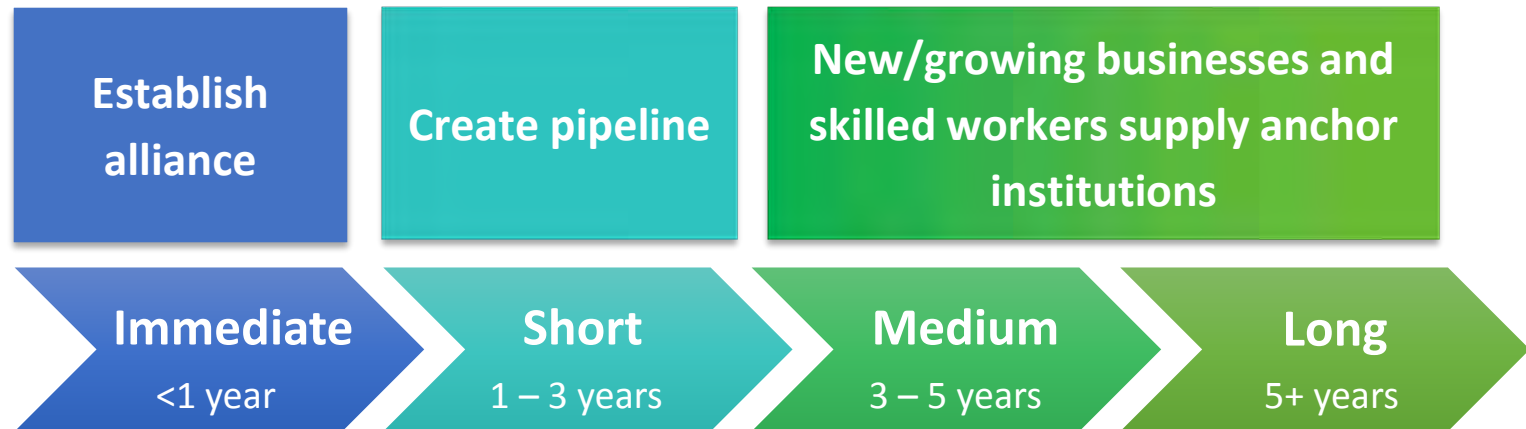 Establish
alliance
Create pipeline
New/growing businesses and
skilled workers supply anchor
institutions
Immediate
<1 year
Short
1 – 3 years
Medium
3 – 5 years
Long
5+ years